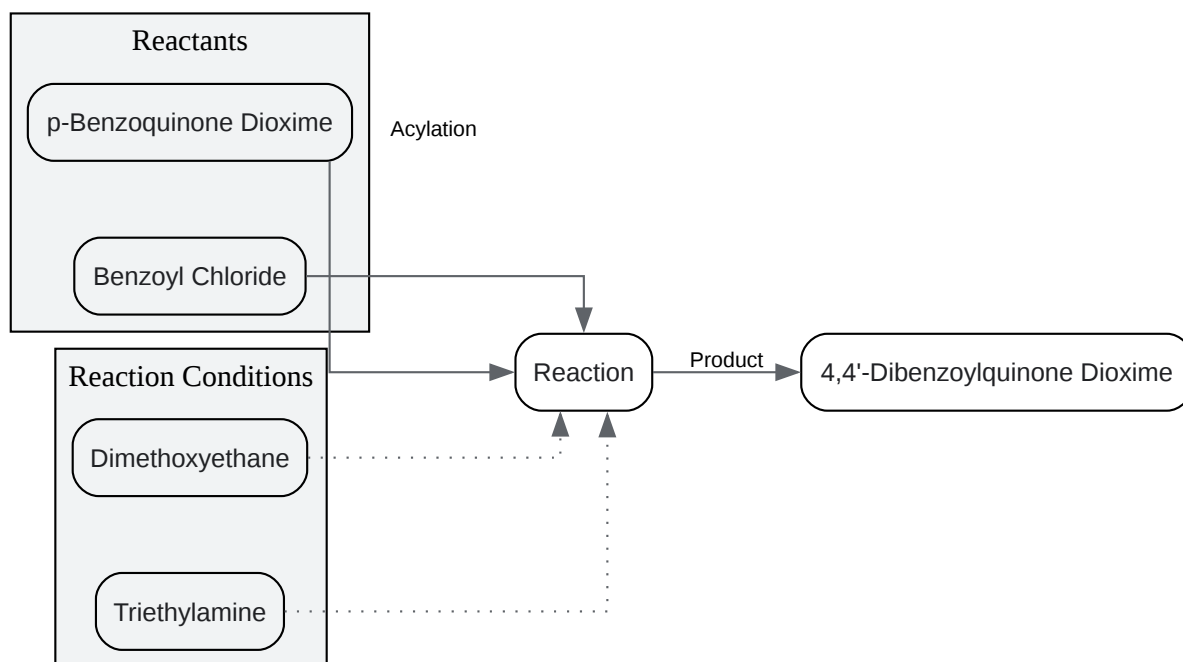 Reactants
p-Benzoquinone Dioxime
Acylation
Benzoyl Chloride
Reaction Conditions
Reaction
Product
4,4'-Dibenzoylquinone Dioxime
Dimethoxyethane
Triethylamine